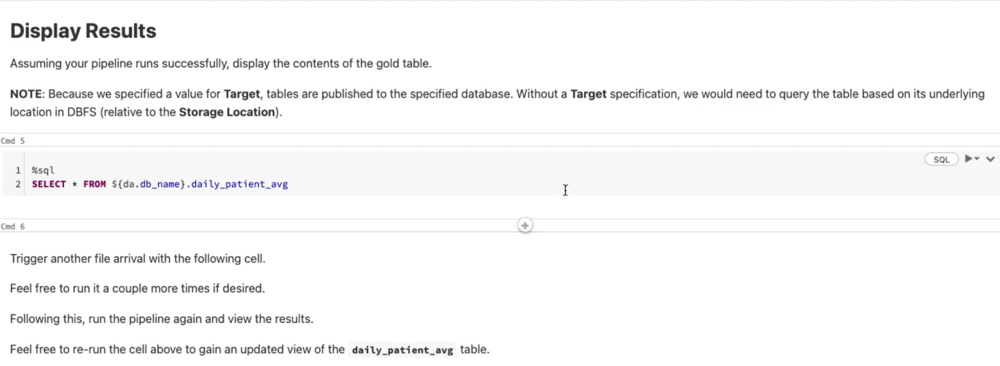 Display Results
Assuming your pipeline runs successfully, display the contents of the gold table.
NOTE: Because we specified a value for Target, tables are published to the specified database. Without a Target specification, we would need to query the table based on its underlying
location in DBFS (relative to the Storage Location).
Cmd 5
SQL
1 %sql
2 SELECT * FROM ${da.db_name}.daily_patient_avg
Cmd 6
Trigger another file arrival with the following cell.
Feel free to run it a couple more times if desired.
Following this, run the pipeline again and view the results.
Feel free to re-run the cell above to gain an updated view of the daily_patient_avg table.